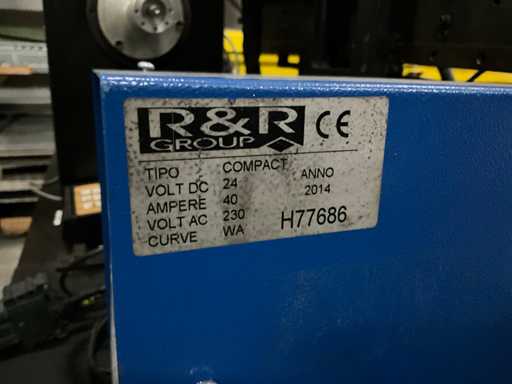 R&R
GROUP
CE
TIPO COMPACT ANNO
VOLT DC 24 2014
AMPERE 40
VOLT AC 230 H77686
CURVE WA